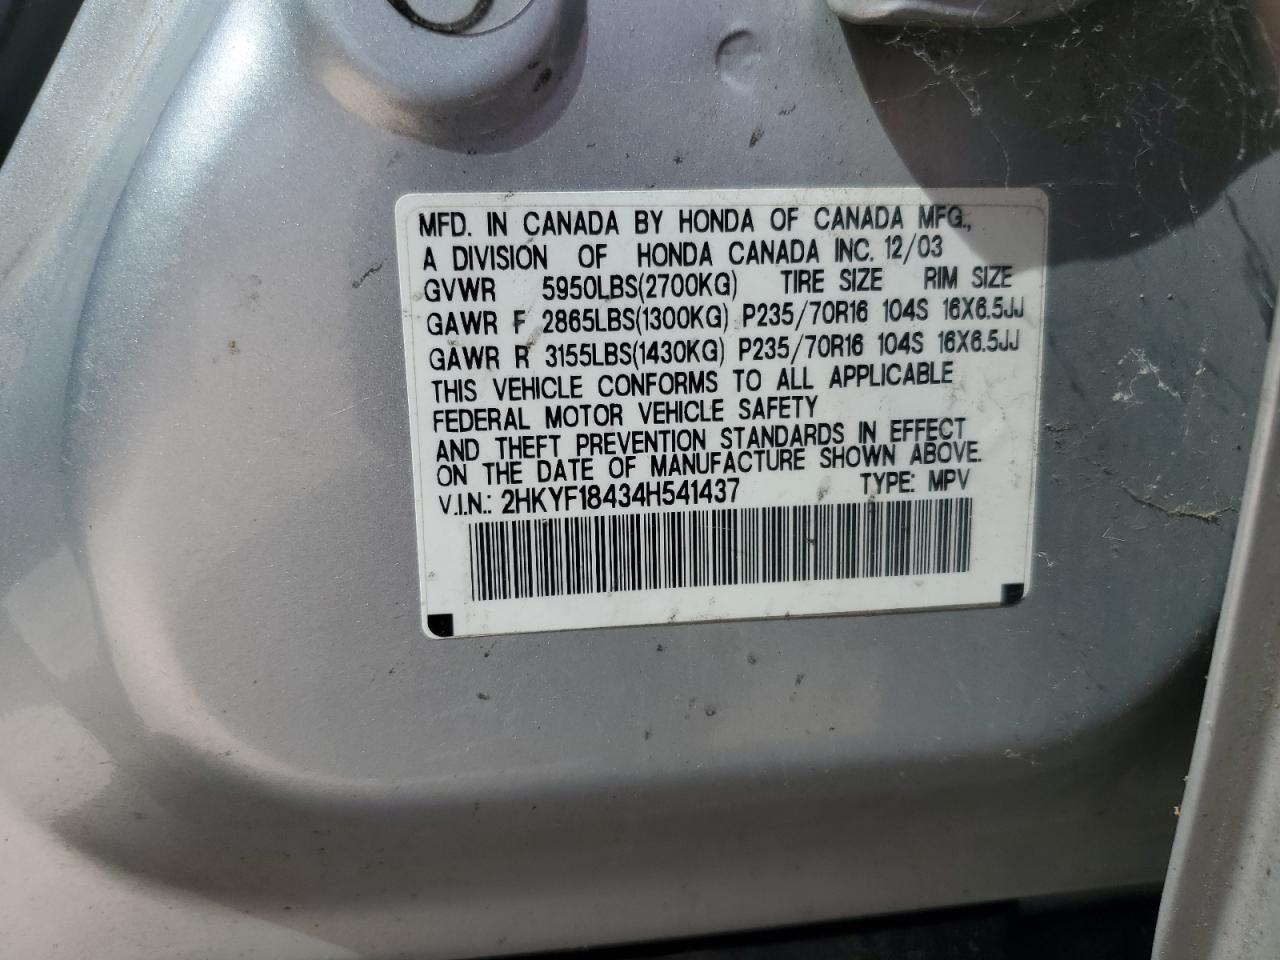 MFD. IN CANADA BY HONDA OF CANADA MFG.,
A DIVISION OF HONDA CANADA INC. 12/03
GVWR 5950LBS(2700KG) TIRE SIZE RIM SIZE
GAWR F 2865LBS(1300KG) P235/70R16 104S 16X6.5JJ
GAWR R 3155LBS(1430KG) P235/70R16 104S 16X6.5JJ
THIS VEHICLE CONFORMS TO ALL APPLICABLE
FEDERAL MOTOR VEHICLE SAFETY
AND THEFT PREVENTION STANDARDS IN EFFECT
ON THE DATE OF MANUFACTURE SHOWN ABOVE.
V.I.N.: 2HKYF18434H541437 TYPE: MPV